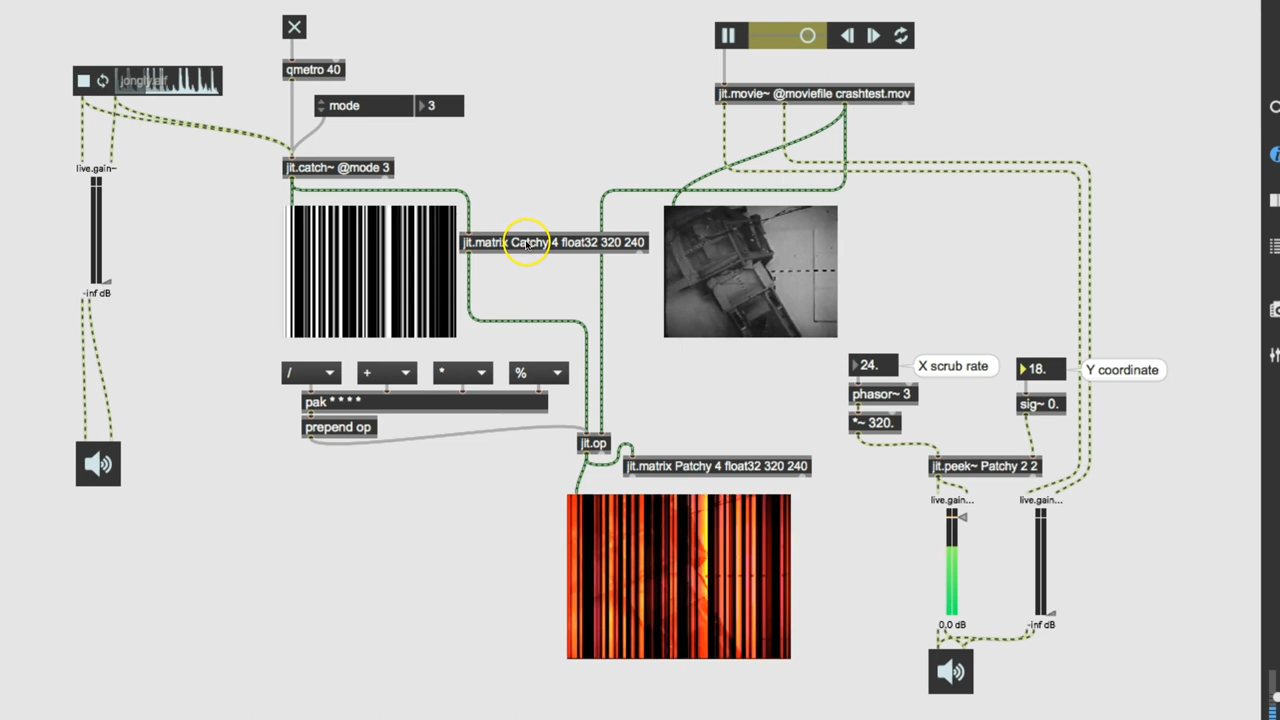 qmetro 40
jongly.aif
mode
3
jit.movie~ @moviefile crashtest.mov
live.gain~
jit.catch~ @mode 3
jit.matrix Catchy 4 float32 320 240
-inf dB
/
+
*
%
24.
X scrub rate
18.
Y coordinate
phasor~ 3
pak * * * *
sig~ 0.
*~ 320.
prepend op
jit.op
jit.matrix Patchy 4 float32 320 240
jit.peek~ Patchy 2 2
live.gain...
live.gain...
0.0 dB
-inf dB